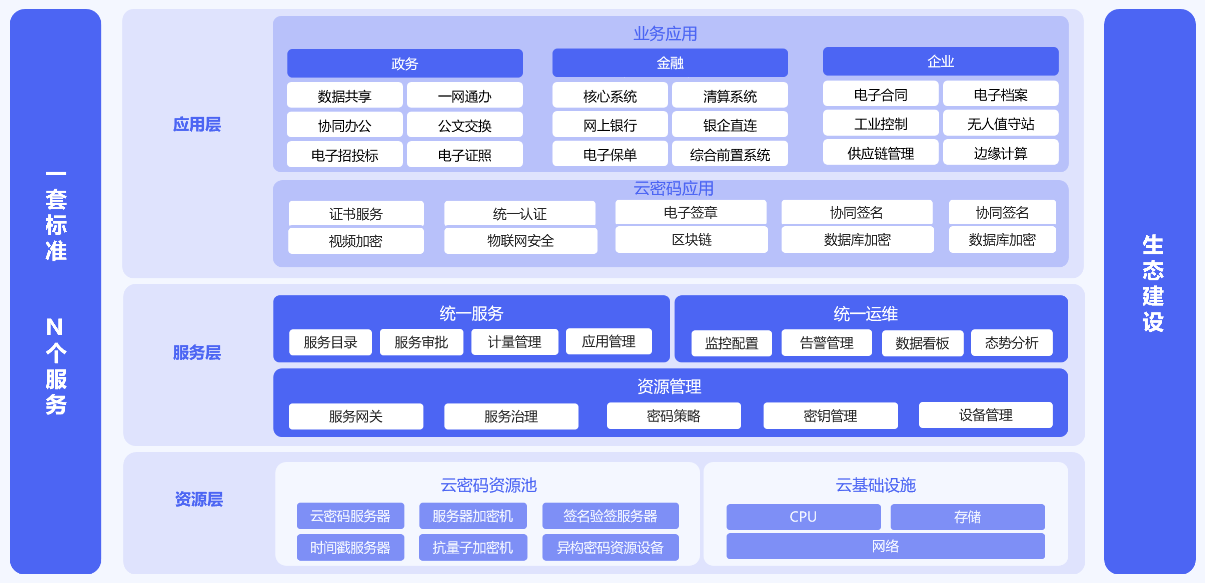 一套标准
N个服务
应用层
业务应用
政务
金融
企业
数据共享
一网通办
核心系统
清算系统
电子合同
电子档案
协同办公
公文交换
网上银行
银企直连
工业控制
无人值守站
电子招投标
电子证照
电子保单
综合前置系统
供应链管理
边缘计算
云密码应用
证书服务
统一认证
电子签章
协同签名
协同签名
视频加密
物联网安全
区块链
数据库加密
数据库加密
服务层
统一服务
服务目录
服务审批
计量管理
应用管理
统一运维
监控配置
告警管理
数据看板
态势分析
资源管理
服务网关
服务治理
密码策略
密钥管理
设备管理
资源层
云密码资源池
云密码服务器
服务器加密机
签名验签服务器
时间戳服务器
抗量子加密机
异构密码资源设备
云基础设施
CPU
存储
网络
生态建设